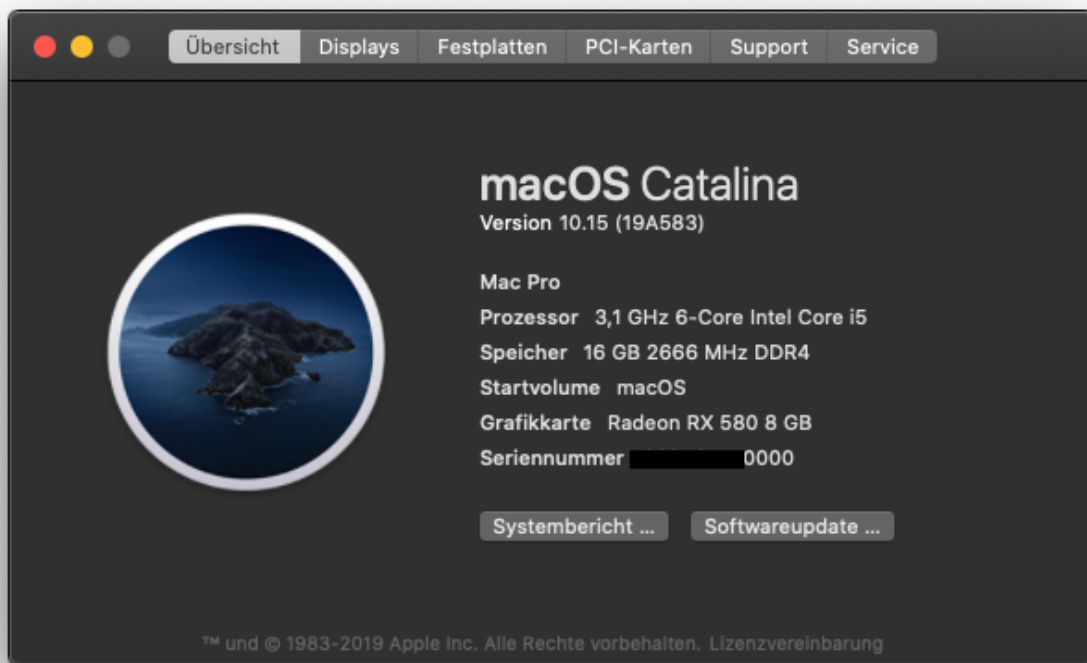 Übersicht Displays Festplatten PCI-Karten Support Service
macOS Catalina
Version 10.15 (19A583)
Mac Pro
Prozessor 3,1 GHz 6-Core Intel Core i5
Speicher 16 GB 2666 MHz DDR4
Startvolume macOS
Grafikkarte Radeon RX 580 8 GB
Seriennummer 0000
Systembericht ... Softwareupdate ...
™ und © 1983-2019 Apple Inc. Alle Rechte vorbehalten. Lizenzvereinbarung